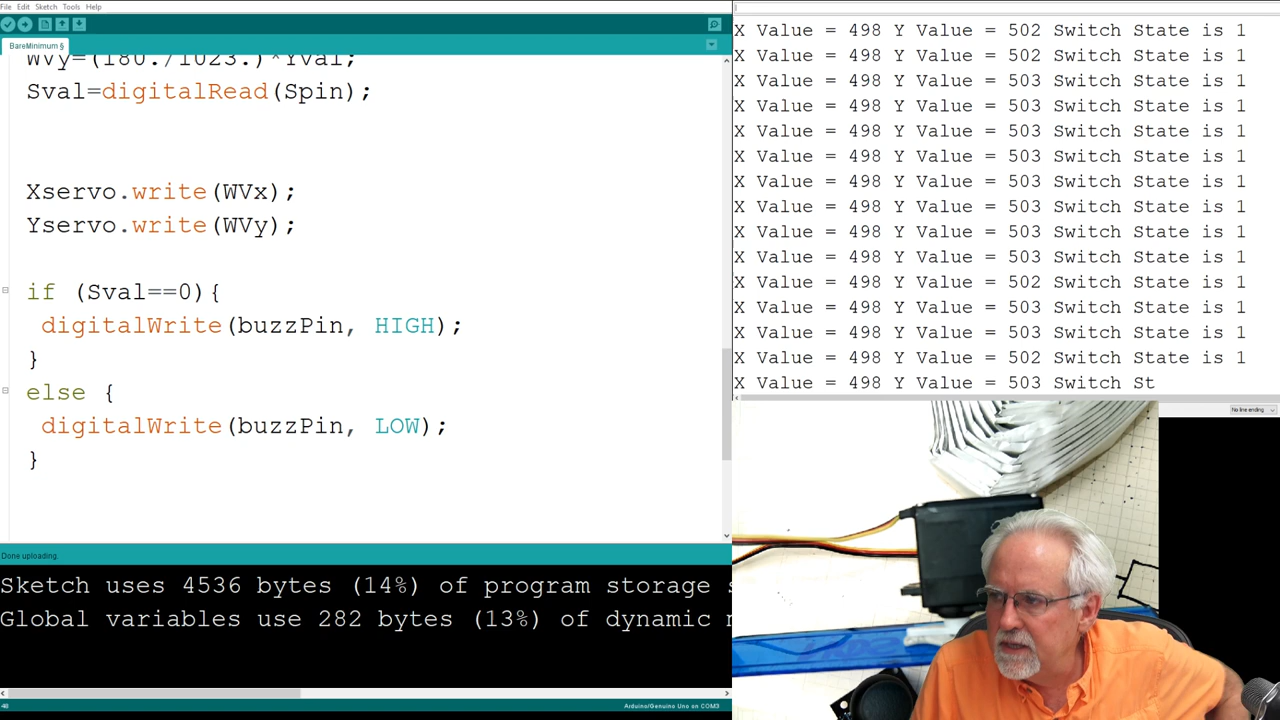 File Edit Sketch Tools Help
BareMinimum §
WVy=(180./1023.)*Yval;
Sval=digitalRead(Spin);
Xservo.write(WVx);
Yservo.write(WVy);
if (Sval==0){
digitalWrite(buzzPin, HIGH);
}
else {
digitalWrite(buzzPin, LOW);
}
Done uploading.
Sketch uses 4536 bytes (14%) of program storage
Global variables use 282 bytes (13%) of dynamic
48
Arduino/Genuino Uno on COM3
X Value = 498 Y Value = 502 Switch State is 1
X Value = 498 Y Value = 502 Switch State is 1
X Value = 498 Y Value = 503 Switch State is 1
X Value = 498 Y Value = 503 Switch State is 1
X Value = 498 Y Value = 503 Switch State is 1
X Value = 498 Y Value = 503 Switch State is 1
X Value = 498 Y Value = 503 Switch State is 1
X Value = 498 Y Value = 503 Switch State is 1
X Value = 498 Y Value = 503 Switch State is 1
X Value = 498 Y Value = 503 Switch State is 1
X Value = 498 Y Value = 502 Switch State is 1
X Value = 498 Y Value = 503 Switch State is 1
X Value = 498 Y Value = 503 Switch State is 1
X Value = 498 Y Value = 502 Switch State is 1
X Value = 498 Y Value = 503 Switch St
No line ending